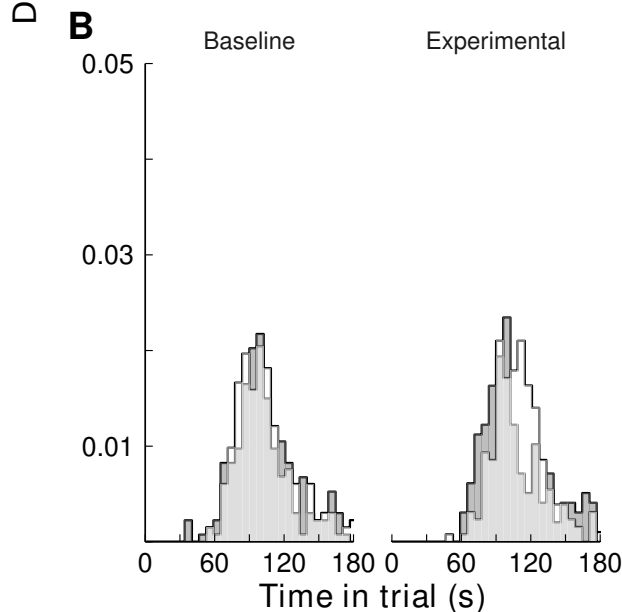 D
B
Baseline Experimental
0.05
0.03
0.01
0 60 120 180 0 60 120 180
Time in trial (s)